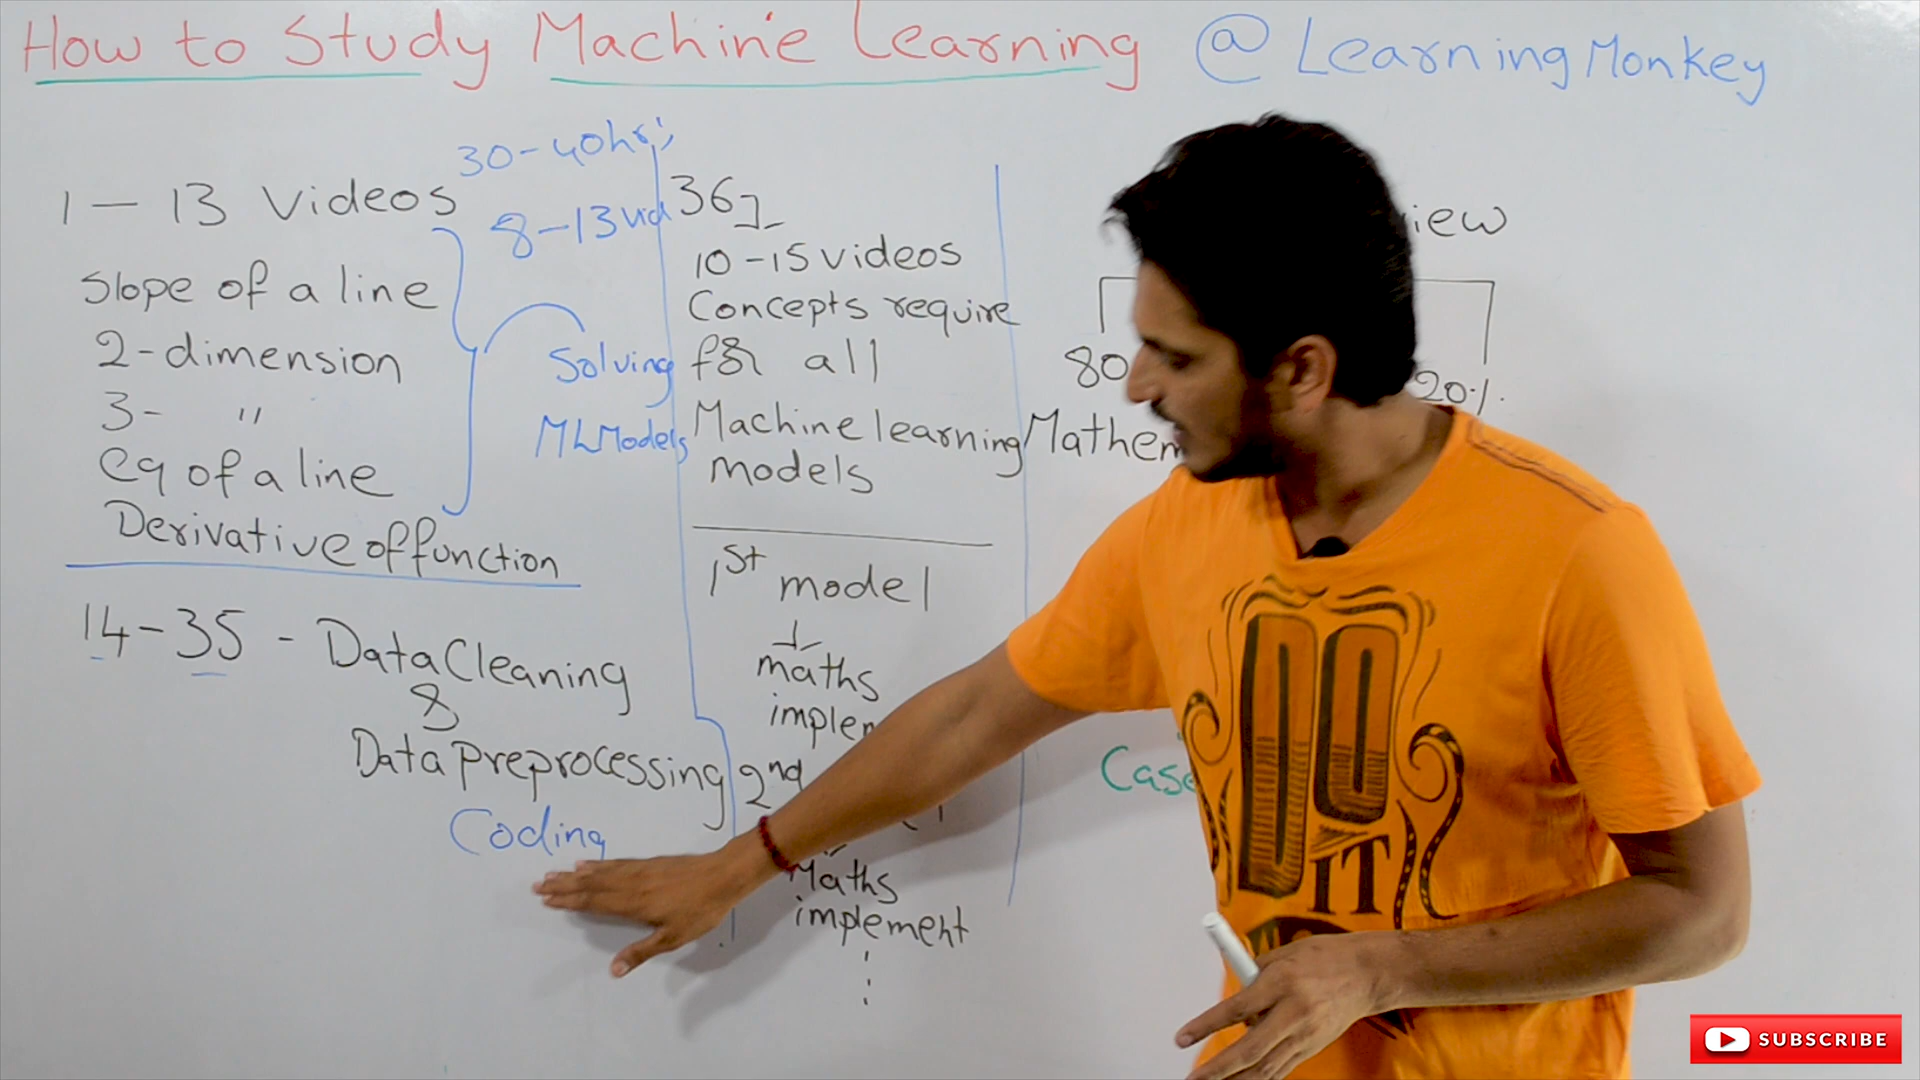 How to Study Machine Learning @ Learning Monkey
30-40hrs
1 - 13 Videos
8-13 vid
Slope of a line
2-dimension
3- "
eq of a line
Derivative of function
Solving
ML Models
14-35 - Data Cleaning
&
Data preprocessing
Coding
36
10-15 videos
Concepts require
for all
Machine learning
models
1st model
maths
2nd
Maths
implement
80
20%.
DO
IT
SUBSCRIBE